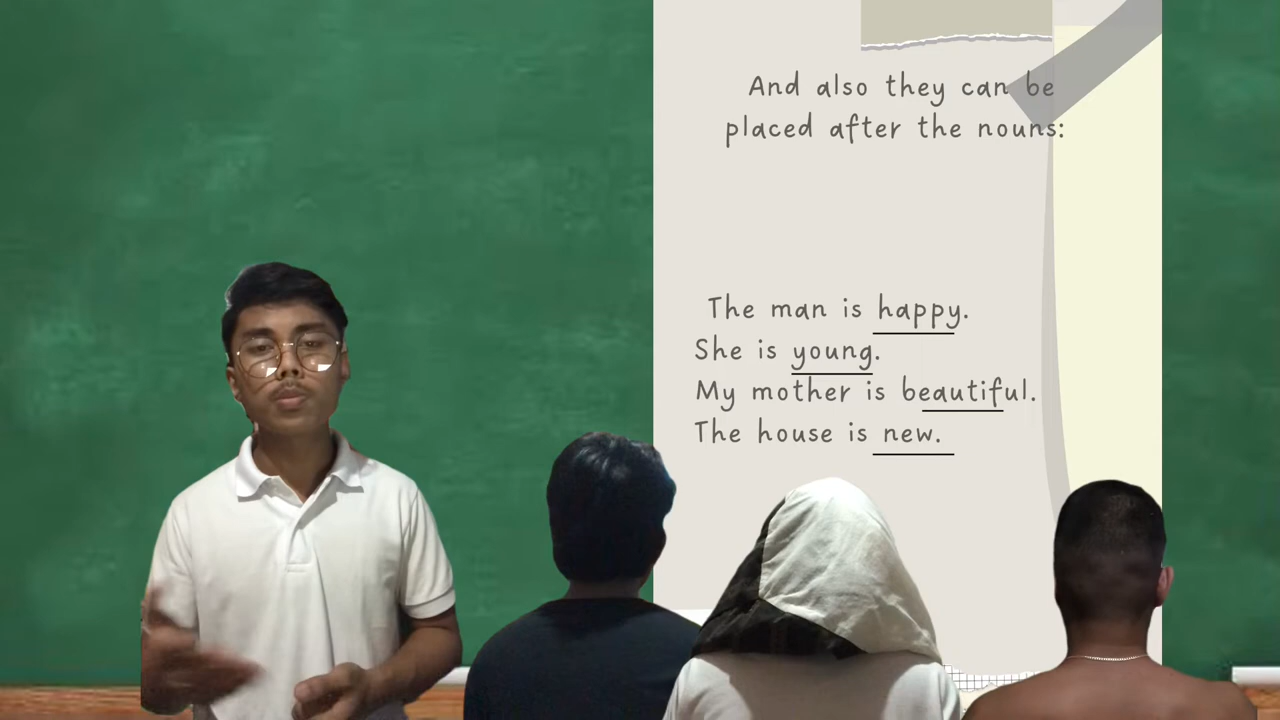 And also they can be
placed after the nouns:
The man is happy.
She is young.
My mother is beautiful.
The house is new.